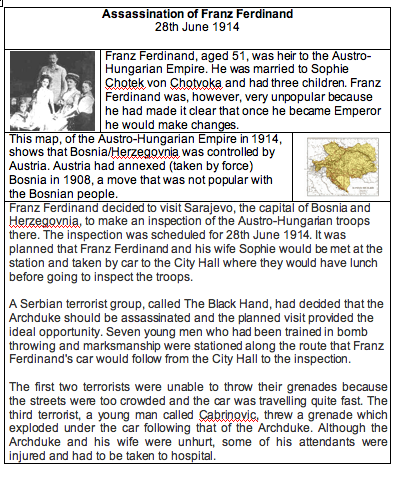 Assassination of Franz Ferdinand
28th June 1914
Franz Ferdinand, aged 51, was heir to the Austro-
Hungarian Empire. He was married to Sophie
Chotek von Chotvoka and had three children. Franz
Ferdinand was, however, very unpopular because
he had made it clear that once he became Emperor
he would make changes.
This map, of the Austro-Hungarian Empire in 1914,
shows that Bosnia/Herzegovnia was controlled by
Austria. Austria had annexed (taken by force)
Bosnia in 1908, a move that was not popular with
the Bosnian people.
Franz Ferdinand decided to visit Sarajevo, the capital of Bosnia and
Herzegovnia, to make an inspection of the Austro-Hungarian troops
there. The inspection was scheduled for 28th June 1914. It was
planned that Franz Ferdinand and his wife Sophie would be met at the
station and taken by car to the City Hall where they would have lunch
before going to inspect the troops.
A Serbian terrorist group, called The Black Hand, had decided that the
Archduke should be assassinated and the planned visit provided the
ideal opportunity. Seven young men who had been trained in bomb
throwing and marksmanship were stationed along the route that Franz
Ferdinand's car would follow from the City Hall to the inspection.
The first two terrorists were unable to throw their grenades because
the streets were too crowded and the car was travelling quite fast. The
third terrorist, a young man called Cabrinovic, threw a grenade which
exploded under the car following that of the Archduke. Although the
Archduke and his wife were unhurt, some of his attendants were
injured and had to be taken to hospital.